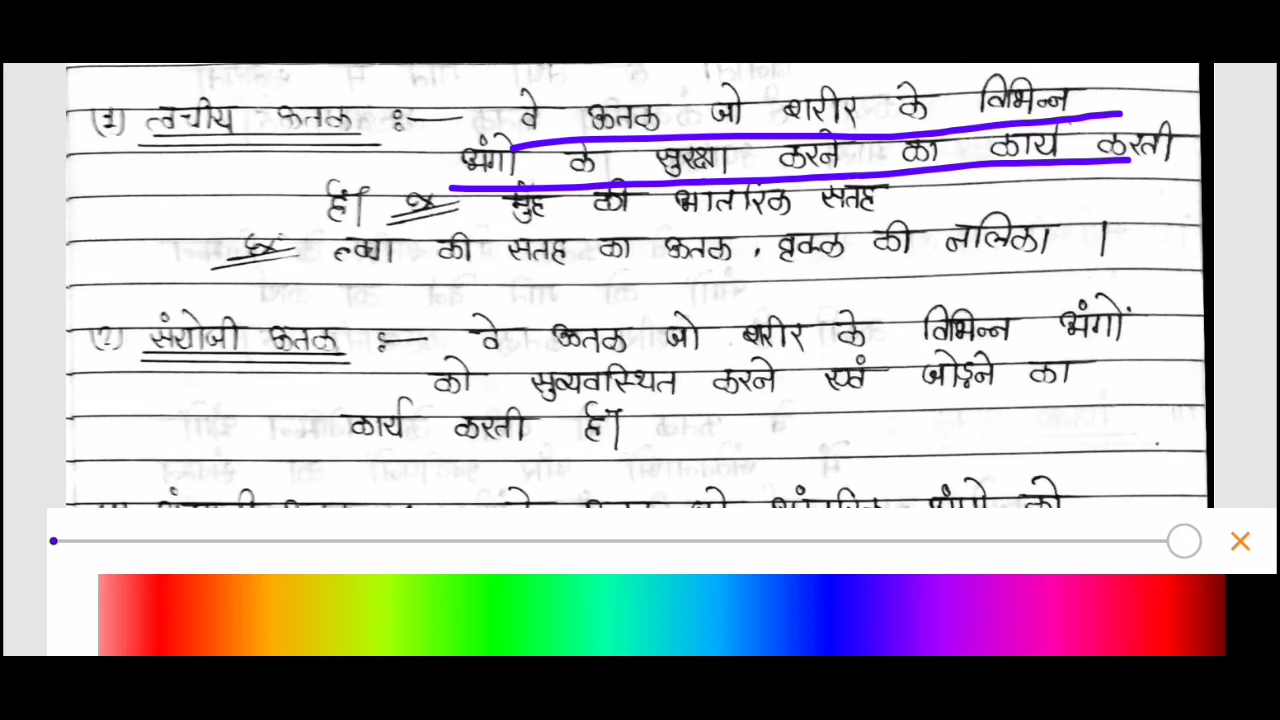 (1) त्वचीय ऊतक :— वे ऊतक जो शरीर के विभिन्न
अंगो के सुरक्षा करने का कार्य करती
है। मुंह की आंतरिक सतह
त्वचा की सतह का ऊतक, वृक्क की नलिका ।
(२) संयोजी ऊतक :— वे ऊतक जो शरीर के विभिन्न अंगों
को सुव्यवस्थित करने एवं जोड़ने का
कार्य करती है।